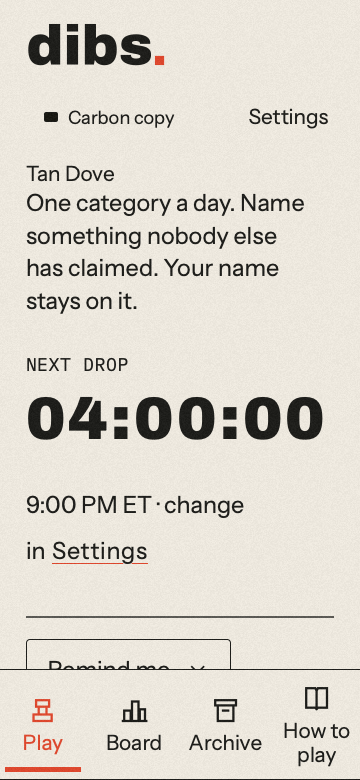 dibs.
Carbon copy
Settings
Tan Dove
One category a day. Name
something nobody else
has claimed. Your name
stays on it.
NEXT DROP
04:00:00
9:00 PM ET · change
in Settings
Remind me
Play
Board
Archive
How to
play